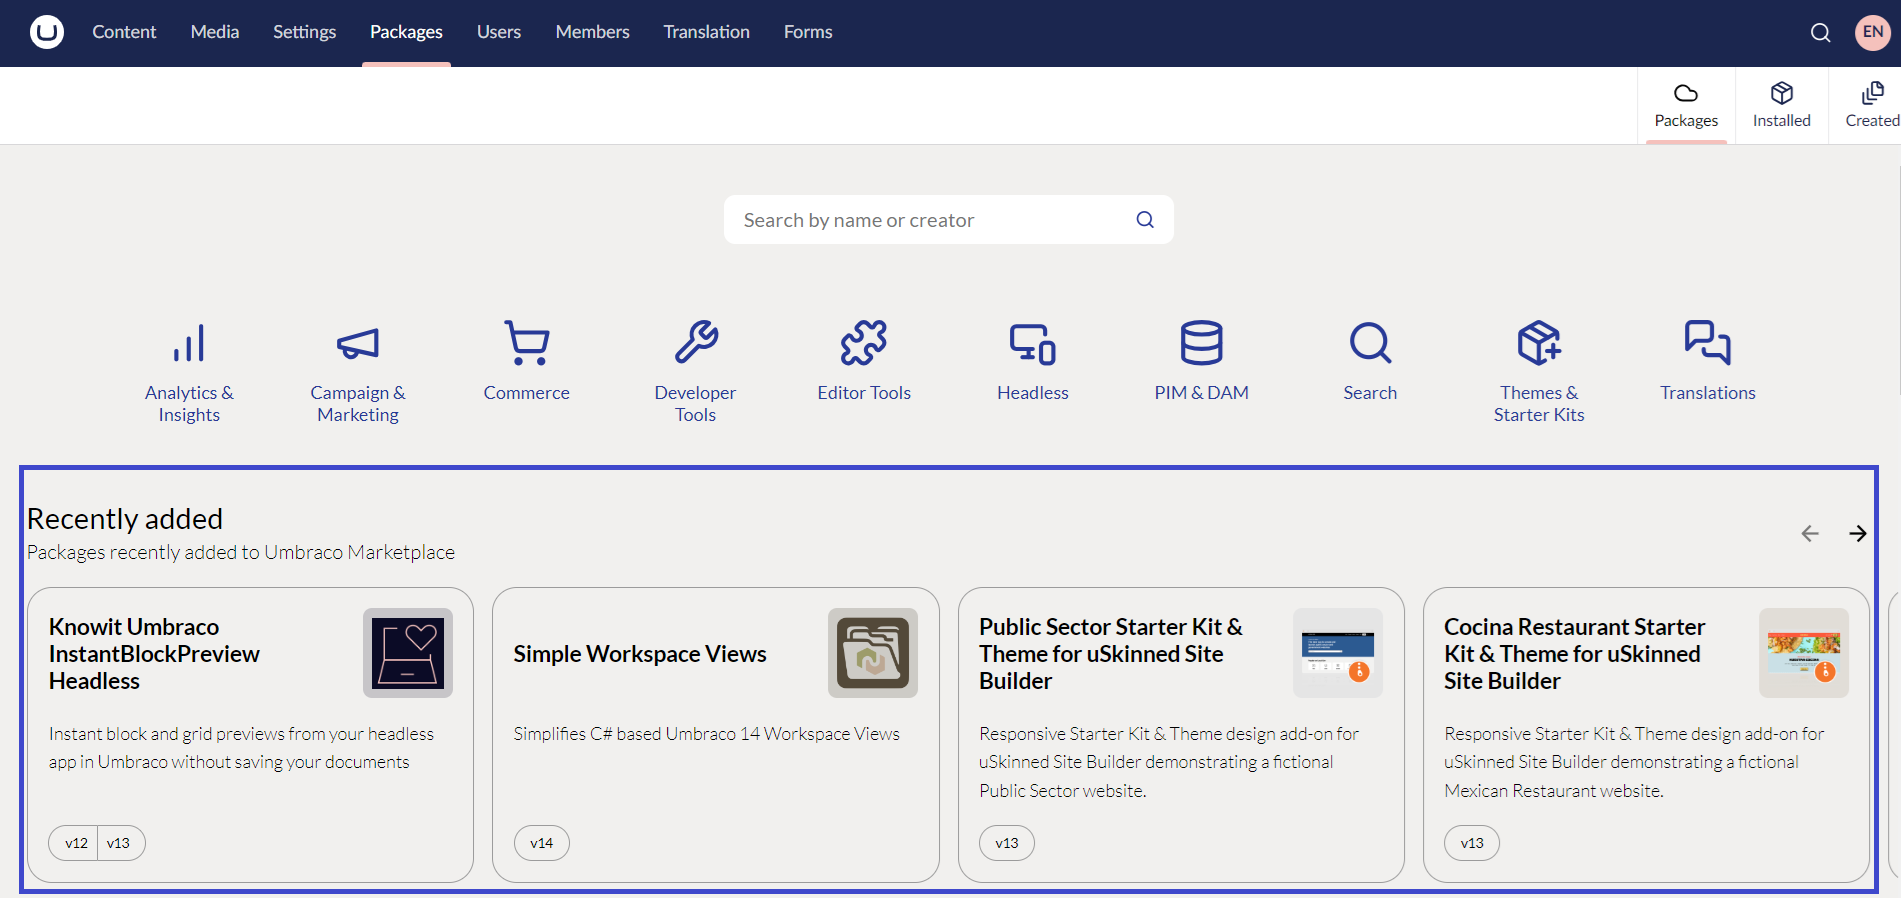 Content Media Settings Packages Users Members Translation Forms
EN
Packages Installed Created
Search by name or creator
Analytics &
Insights
Campaign &
Marketing
Commerce
Developer
Tools
Editor Tools
Headless
PIM & DAM
Search
Themes &
Starter Kits
Translations
Recently added
Packages recently added to Umbraco Marketplace
Knowit Umbraco
InstantBlockPreview
Headless
Instant block and grid previews from your headless
app in Umbraco without saving your documents
v12 v13
Simple Workspace Views
Simplifies C# based Umbraco 14 Workspace Views
v14
Public Sector Starter Kit &
Theme for uSkinned Site
Builder
Responsive Starter Kit & Theme design add-on for
uSkinned Site Builder demonstrating a fictional
Public Sector website.
v13
Cocina Restaurant Starter
Kit & Theme for uSkinned
Site Builder
Responsive Starter Kit & Theme design add-on for
uSkinned Site Builder demonstrating a fictional
Mexican Restaurant website.
v13